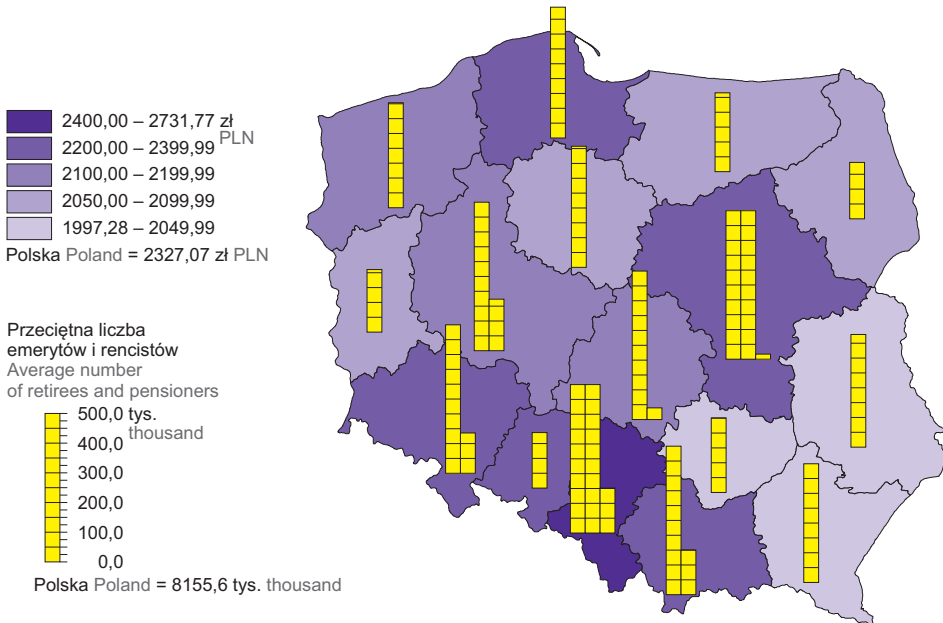 2400,00 – 2731,77 zł
PLN
2200,00 – 2399,99
2100,00 – 2199,99
2050,00 – 2099,99
1997,28 – 2049,99
Polska Poland = 2327,07 zł PLN
Przeciętna liczba
emerytów i rencistów
Average number
of retirees and pensioners
500,0 tys.
thousand
400,0
300,0
200,0
100,0
0,0
Polska Poland = 8155,6 tys. thousand